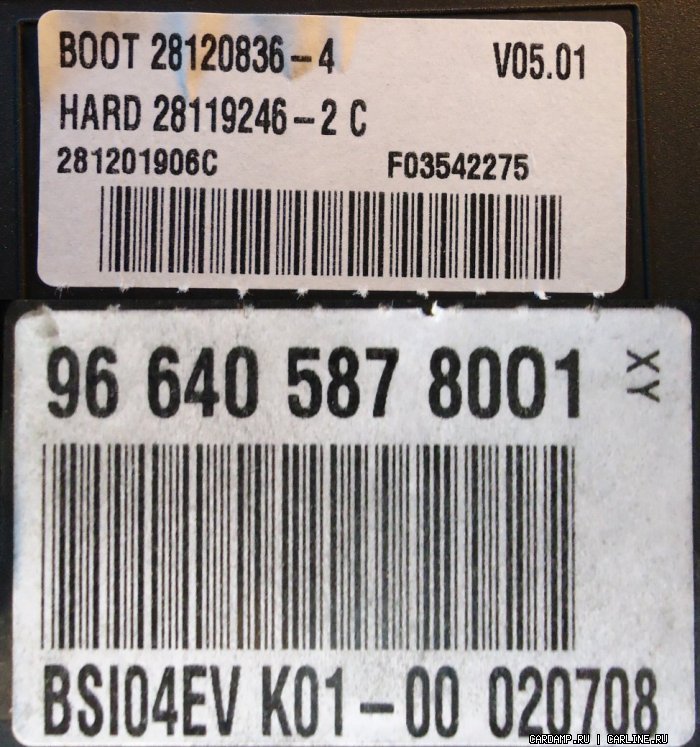 BOOT 28120836-4 V05.01
HARD 28119246-2 C
281201906C F03542275
96 640 587 8001 XY
BSI04EV K01-00 020708
CARDAMP.RU | CARLINE.RU